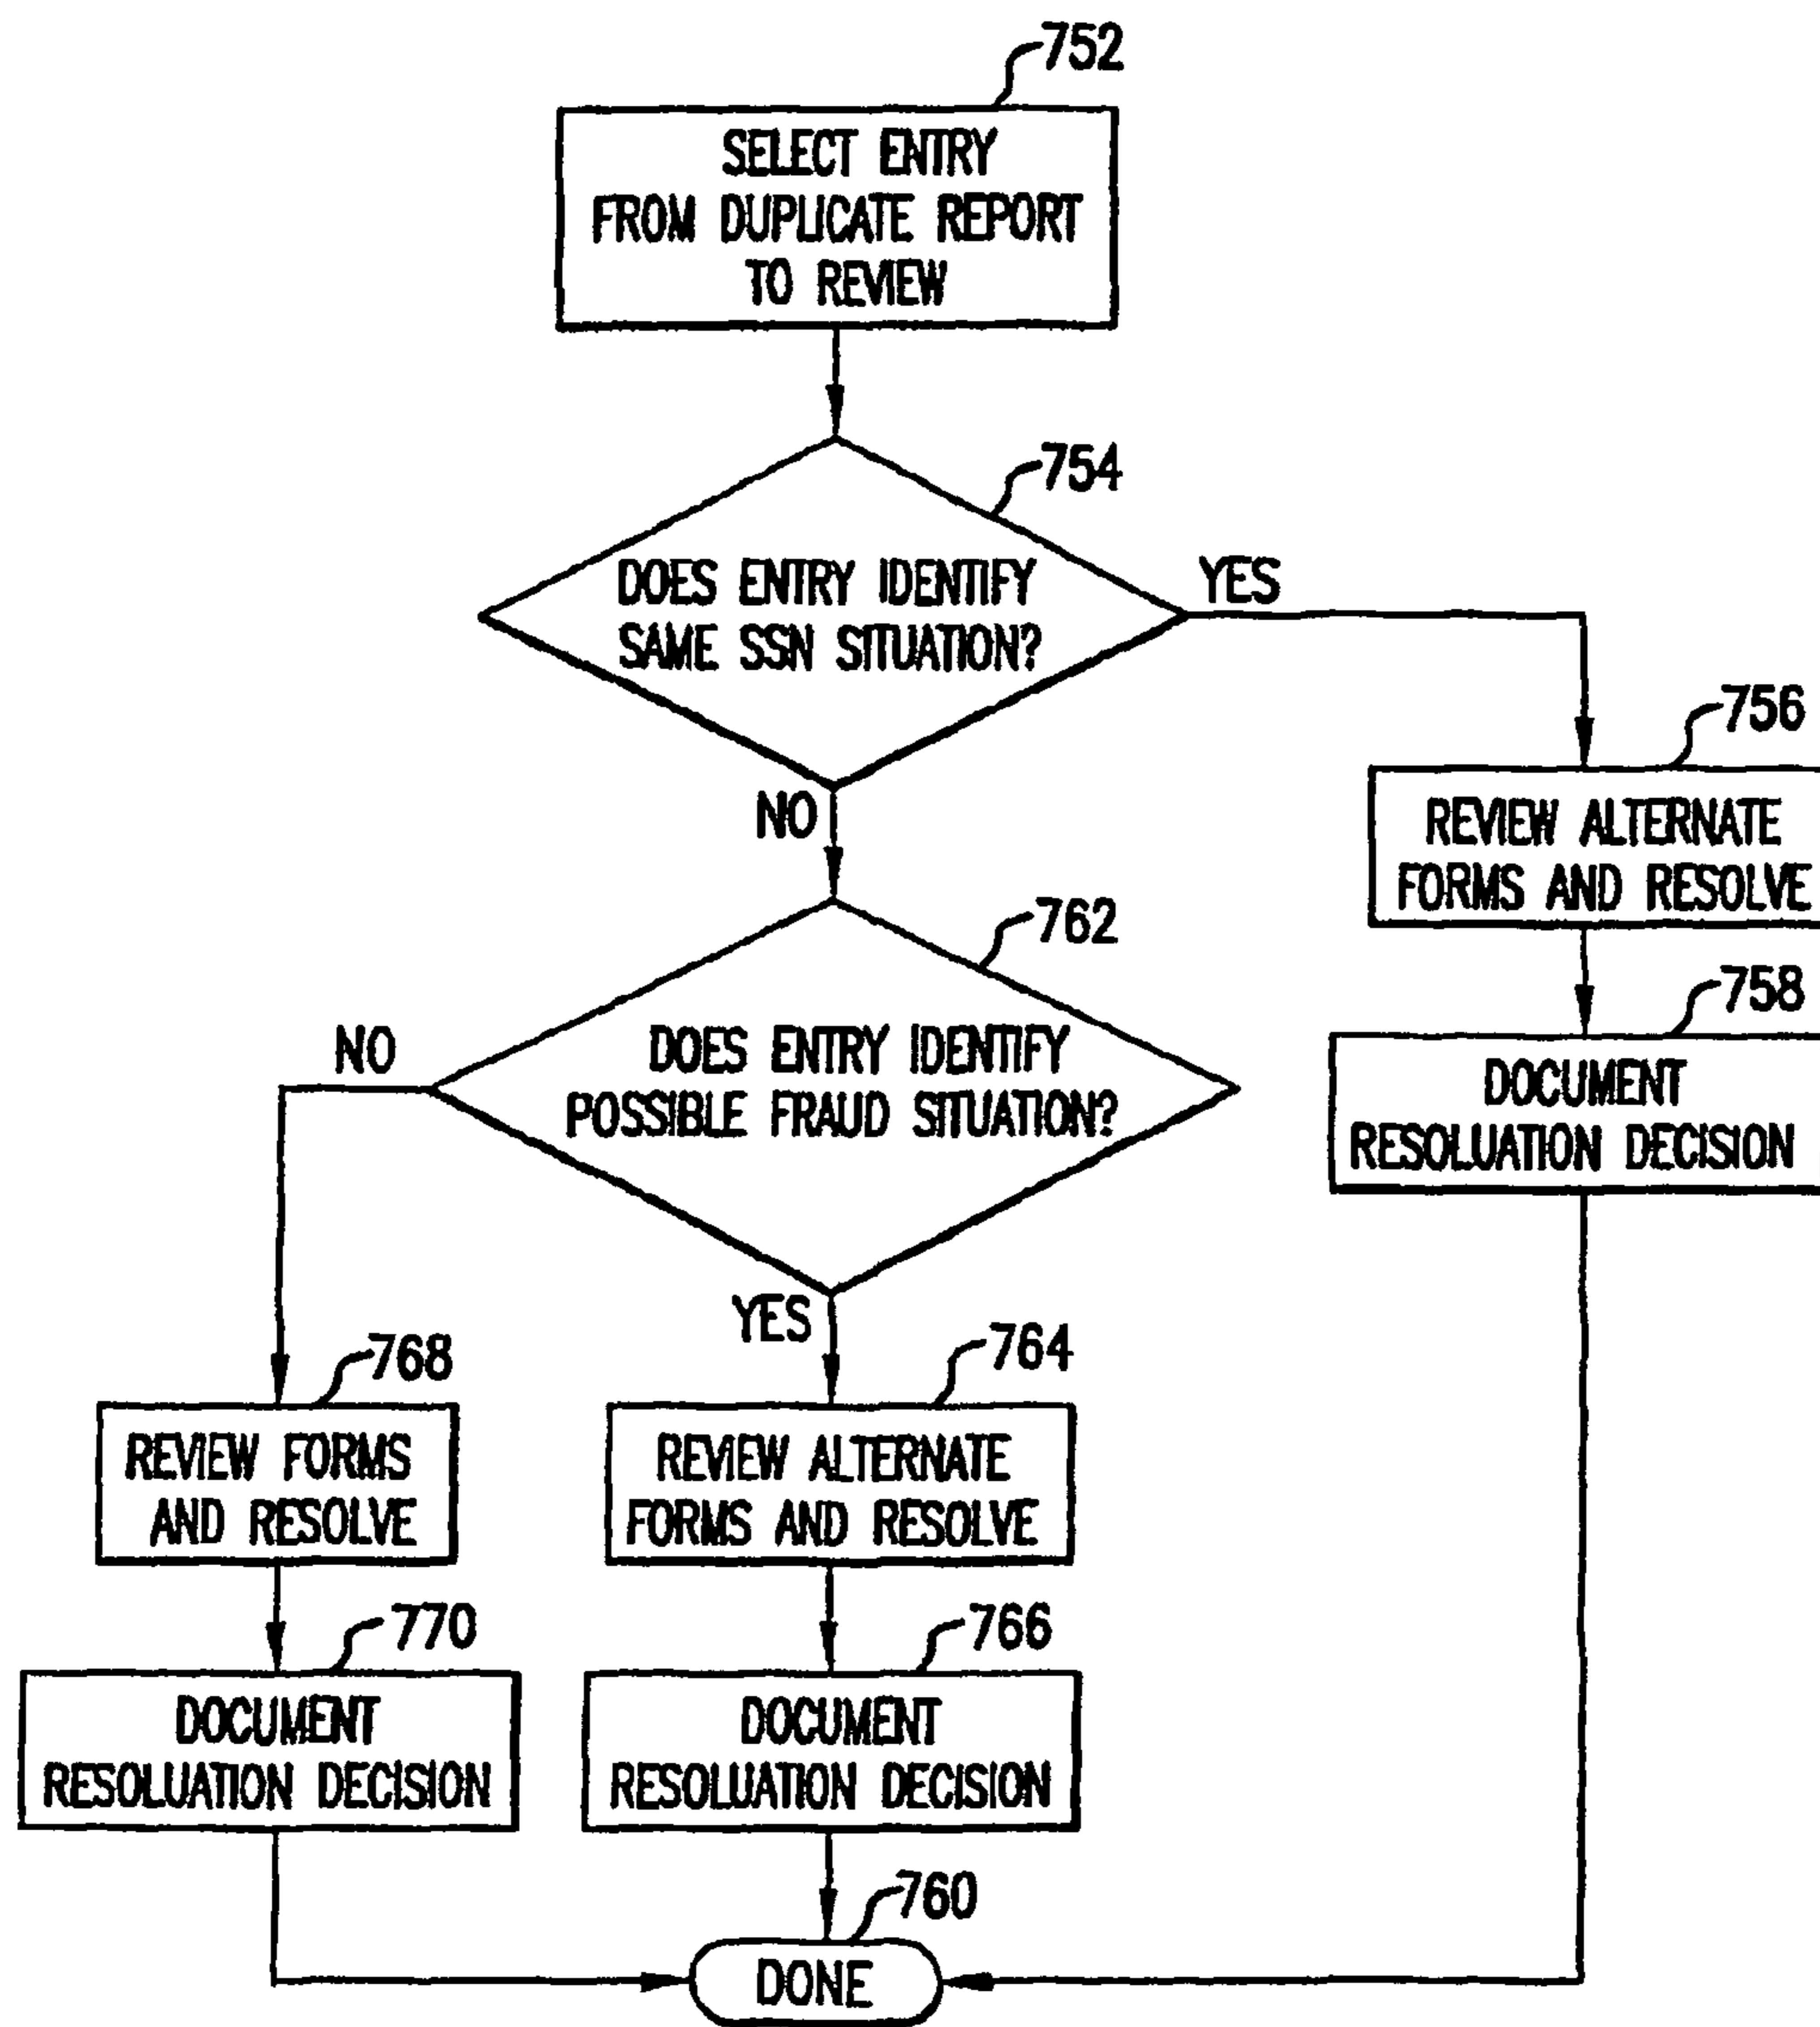 752
SELECT ENTRY
FROM DUPLICATE REPORT
TO REVIEW
754
DOES ENTRY IDENTIFY
SAME SSN SITUATION?
YES
NO
756
REVIEW ALTERNATE
FORMS AND RESOLVE
758
DOCUMENT
RESOLUATION DECISION
762
DOES ENTRY IDENTIFY
POSSIBLE FRAUD SITUATION?
NO
YES
768
REVIEW FORMS
AND RESOLVE
764
REVIEW ALTERNATE
FORMS AND RESOLVE
770
DOCUMENT
RESOLUATION DECISION
766
DOCUMENT
RESOLUATION DECISION
760
DONE